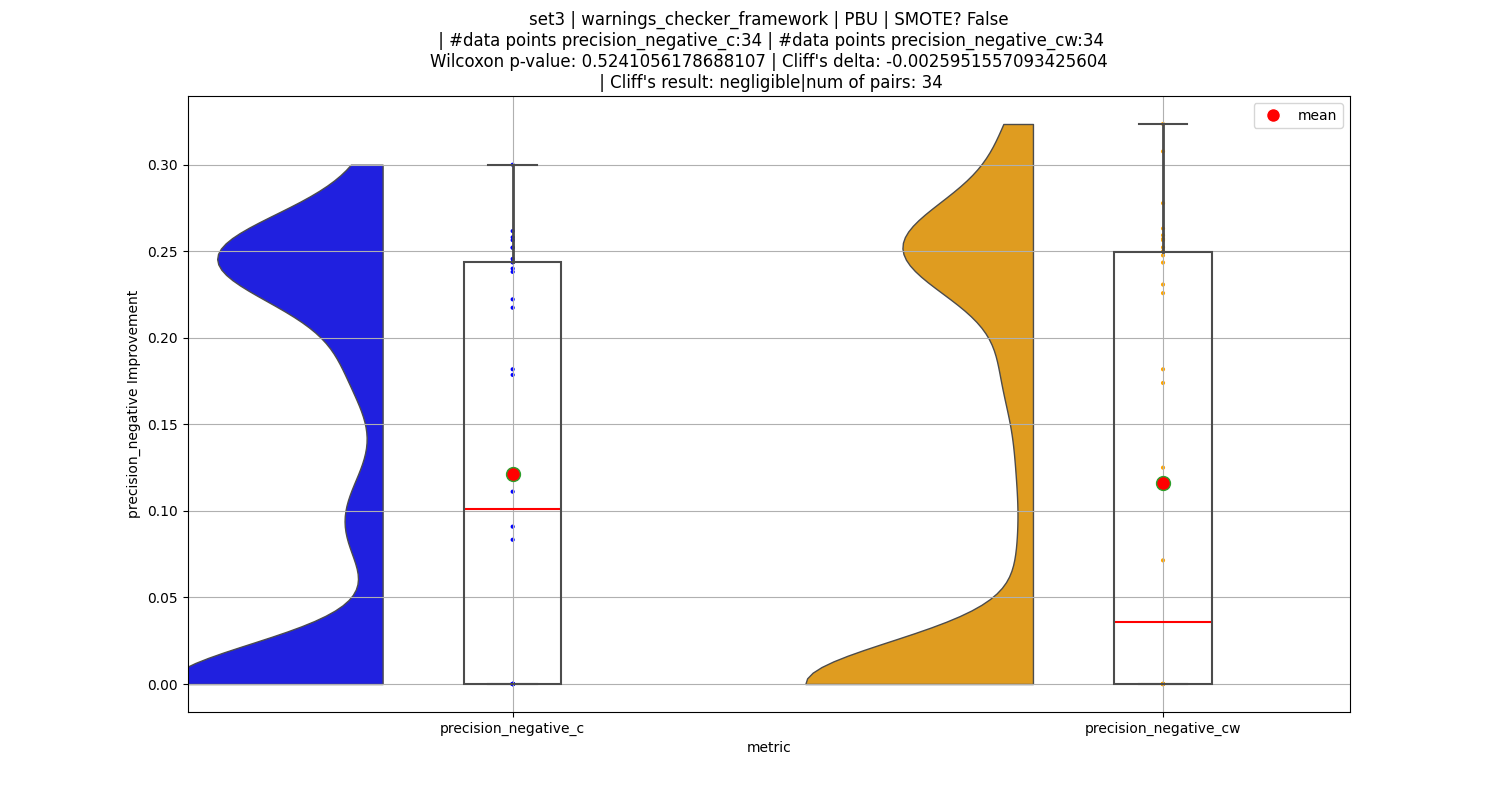 set3 | warnings_checker_framework | PBU | SMOTE? False
| #data points precision_negative_c:34 | #data points precision_negative_cw:34
Wilcoxon p-value: 0.5241056178688107 | Cliff's delta: -0.0025951557093425604
| Cliff's result: negligible|num of pairs: 34
mean
0.30
0.25
0.20
0.15
0.10
0.05
0.00
precision_negative Improvement
precision_negative_c
precision_negative_cw
metric